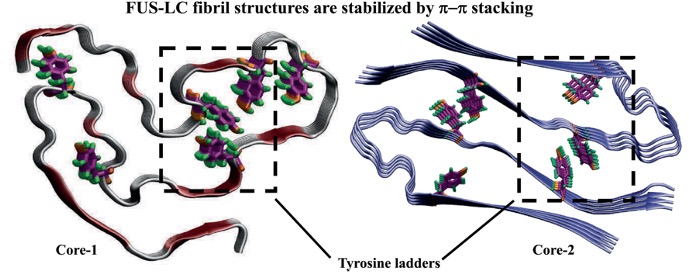 FUS-LC fibril structures are stabilized by π–π stacking
Core-1
Core-2
Tyrosine ladders